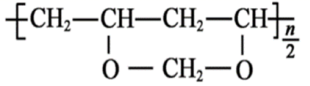 [CH₂—CH—CH₂—CH]n/2
O — CH₂ — O